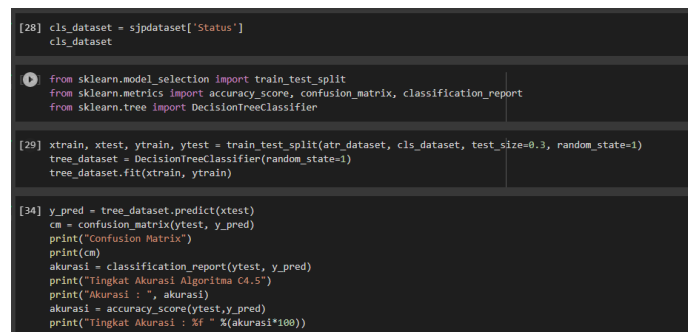 [28] cls_dataset = sjpdataset['Status']
cls_dataset
from sklearn.model_selection import train_test_split
from sklearn.metrics import accuracy_score, confusion_matrix, classification_report
from sklearn.tree import DecisionTreeClassifier
[29] xtrain, xtest, ytrain, ytest = train_test_split(atr_dataset, cls_dataset, test_size=0.3, random_state=1)
tree_dataset = DecisionTreeClassifier(random_state=1)
tree_dataset.fit(xtrain, ytrain)
[34] y_pred = tree_dataset.predict(xtest)
cm = confusion_matrix(ytest, y_pred)
print("Confusion Matrix")
print(cm)
akurasi = classification_report(ytest, y_pred)
print("Tingkat Akurasi Algoritma C4.5")
print("Akurasi : ", akurasi)
akurasi = accuracy_score(ytest,y_pred)
print("Tingkat Akurasi : %f " %(akurasi*100))